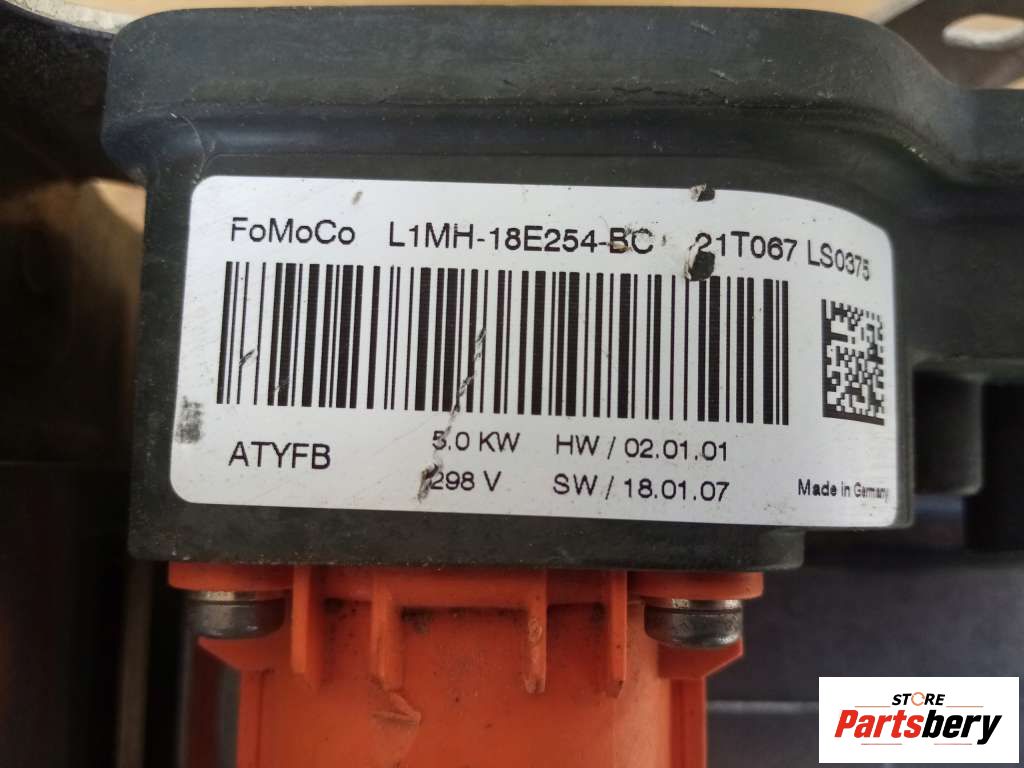 FoMoCo L1MH-18E254-BC 21T067 LS0375
ATYFB
5.0 KW HW / 02.01.01
298 V SW / 18.01.07
Made in Germany
STORE
Partsbery